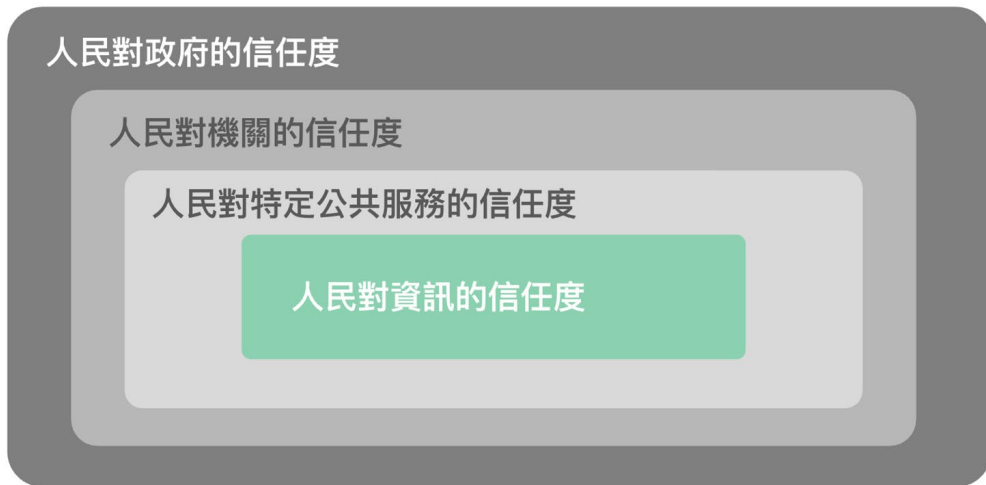 人民對政府的信任度
人民對機關的信任度
人民對特定公共服務的信任度
人民對資訊的信任度